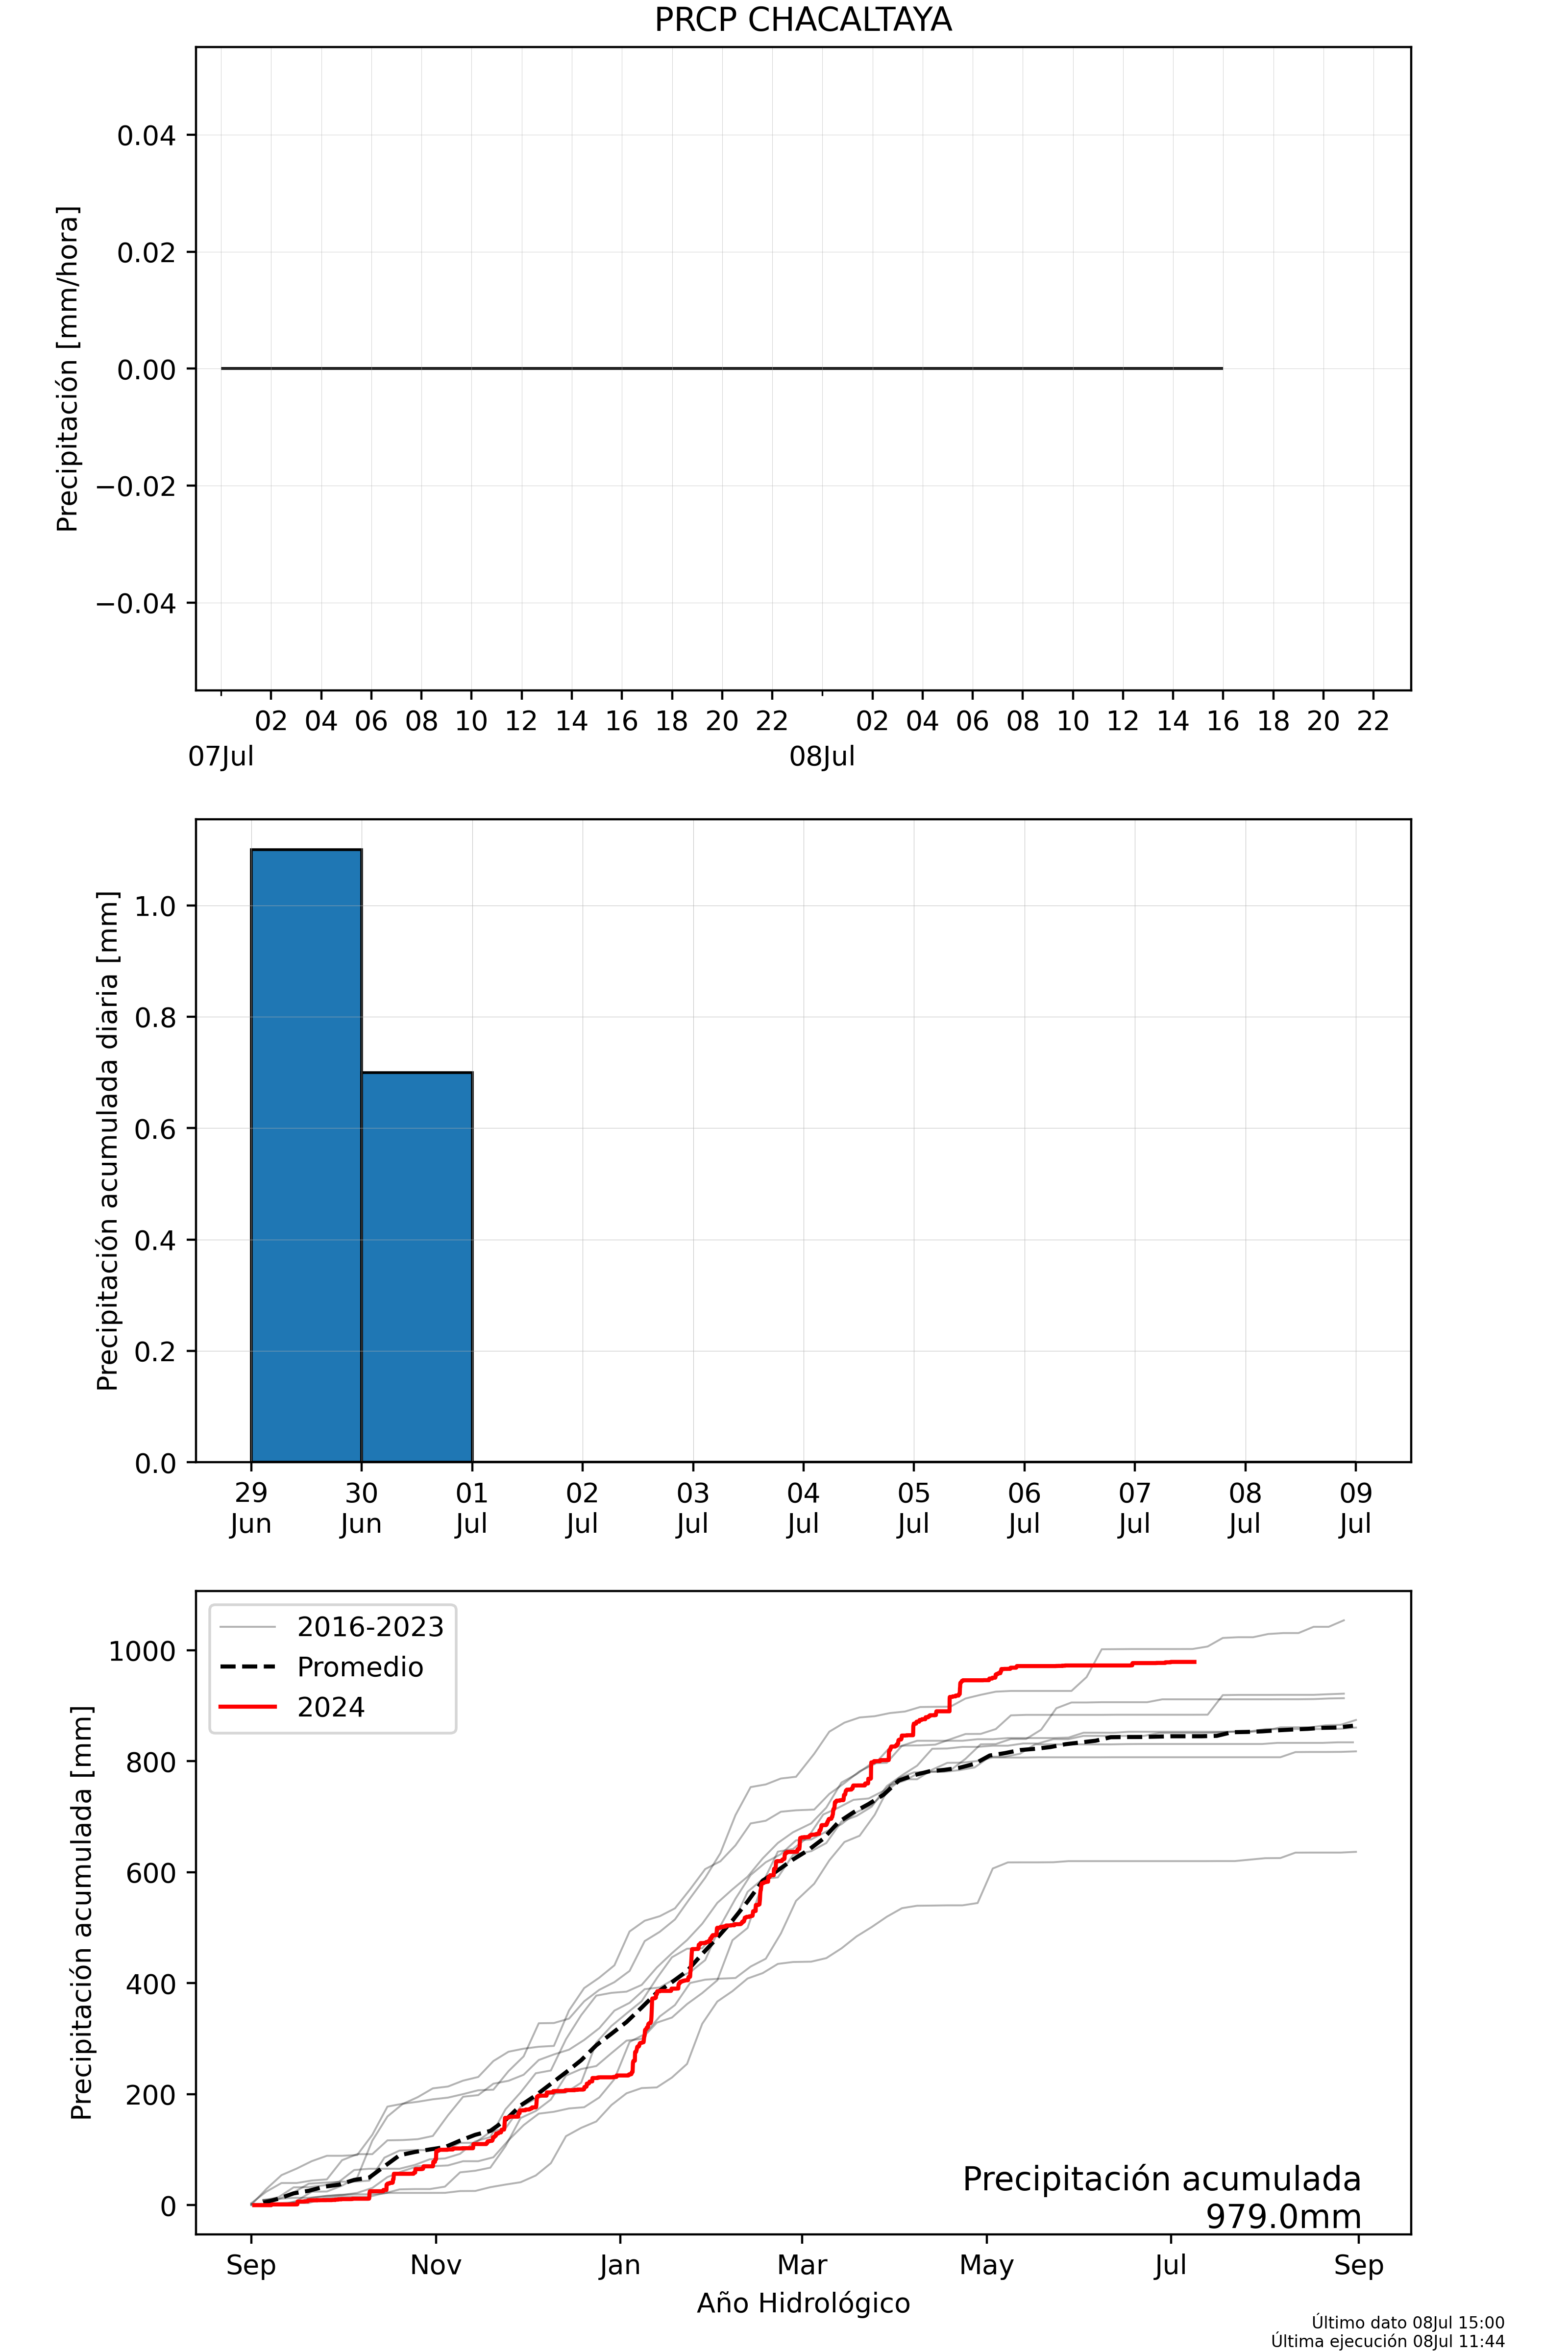 PRCP CHACALTAYA
Precipitación [mm/hora]
0.04
0.02
0.00
−0.02
−0.04
02 04 06 08 10 12 14 16 18 20 22 02 04 06 08 10 12 14 16 18 20 22
07Jul 08Jul
Precipitación acumulada diaria [mm]
1.0
0.8
0.6
0.4
0.2
0.0
29 30 01 02 03 04 05 06 07 08 09
Jun Jun Jul Jul Jul Jul Jul Jul Jul Jul Jul
Precipitación acumulada [mm]
1000
800
600
400
200
0
2016-2023
Promedio
2024
Precipitación acumulada
979.0mm
Sep Nov Jan Mar May Jul Sep
Año Hidrológico
Último dato 08Jul 15:00
Última ejecución 08Jul 11:44